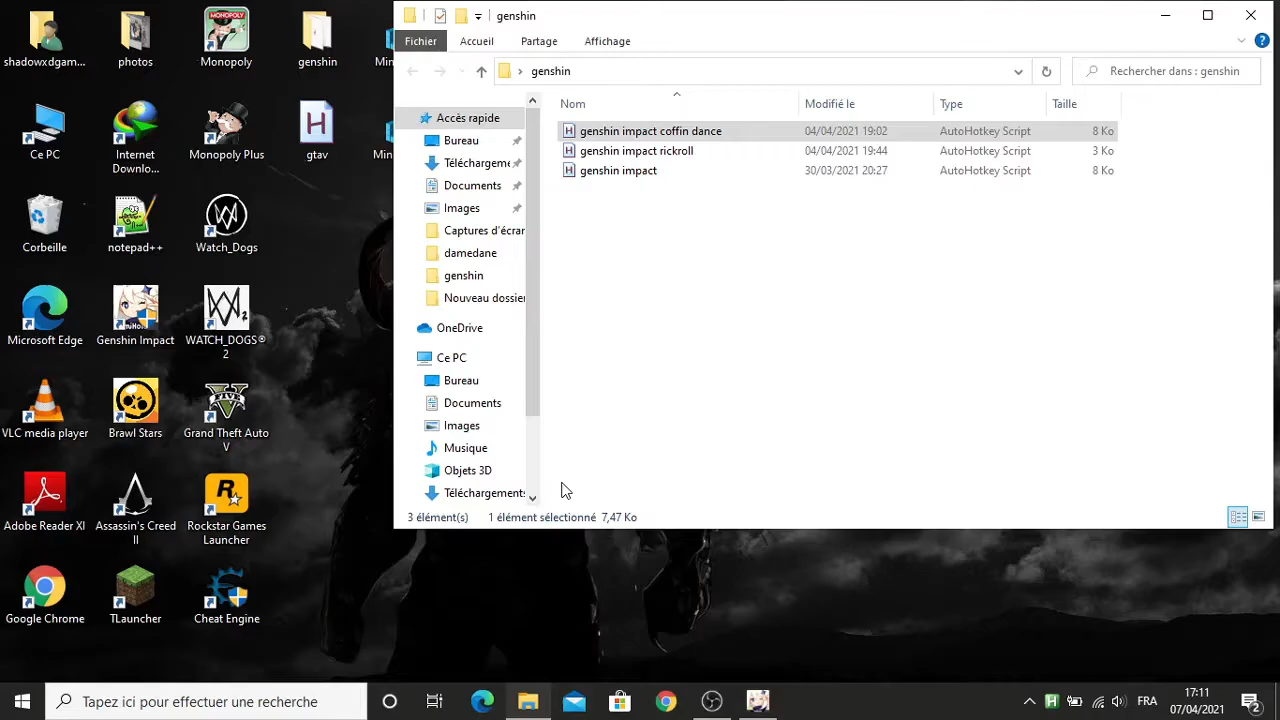 shadowxdgam...
photos
Monopoly
genshin
Min
Ce PC
Internet
Downlo...
Monopoly Plus
gtav
Min
Corbeille
notepad++
Watch_Dogs
Microsoft Edge
Genshin Impact
WATCH_DOGS®
2
VLC media player
Brawl Stars
Grand Theft Auto
V
Adobe Reader XI
Assassin's Creed
II
Rockstar Games
Launcher
Google Chrome
TLauncher
Cheat Engine
genshin
Fichier
Accueil
Partage
Affichage
genshin
Rechercher dans : genshin
Accès rapide
Bureau
Téléchargeme
Documents
Images
Captures d'écrar
damedane
genshin
Nouveau dossier
OneDrive
Ce PC
Bureau
Documents
Images
Musique
Objets 3D
Téléchargements
Nom Modifié le Type Taille
genshin impact coffin dance 04/04/2021 19:02 AutoHotkey Script 8 Ko
genshin impact rickroll 04/04/2021 19:44 AutoHotkey Script 3 Ko
genshin impact 30/03/2021 20:27 AutoHotkey Script 8 Ko
3 élément(s) 1 élément sélectionné 7,47 Ko
Tapez ici pour effectuer une recherche
FRA
17:11
07/04/2021
2